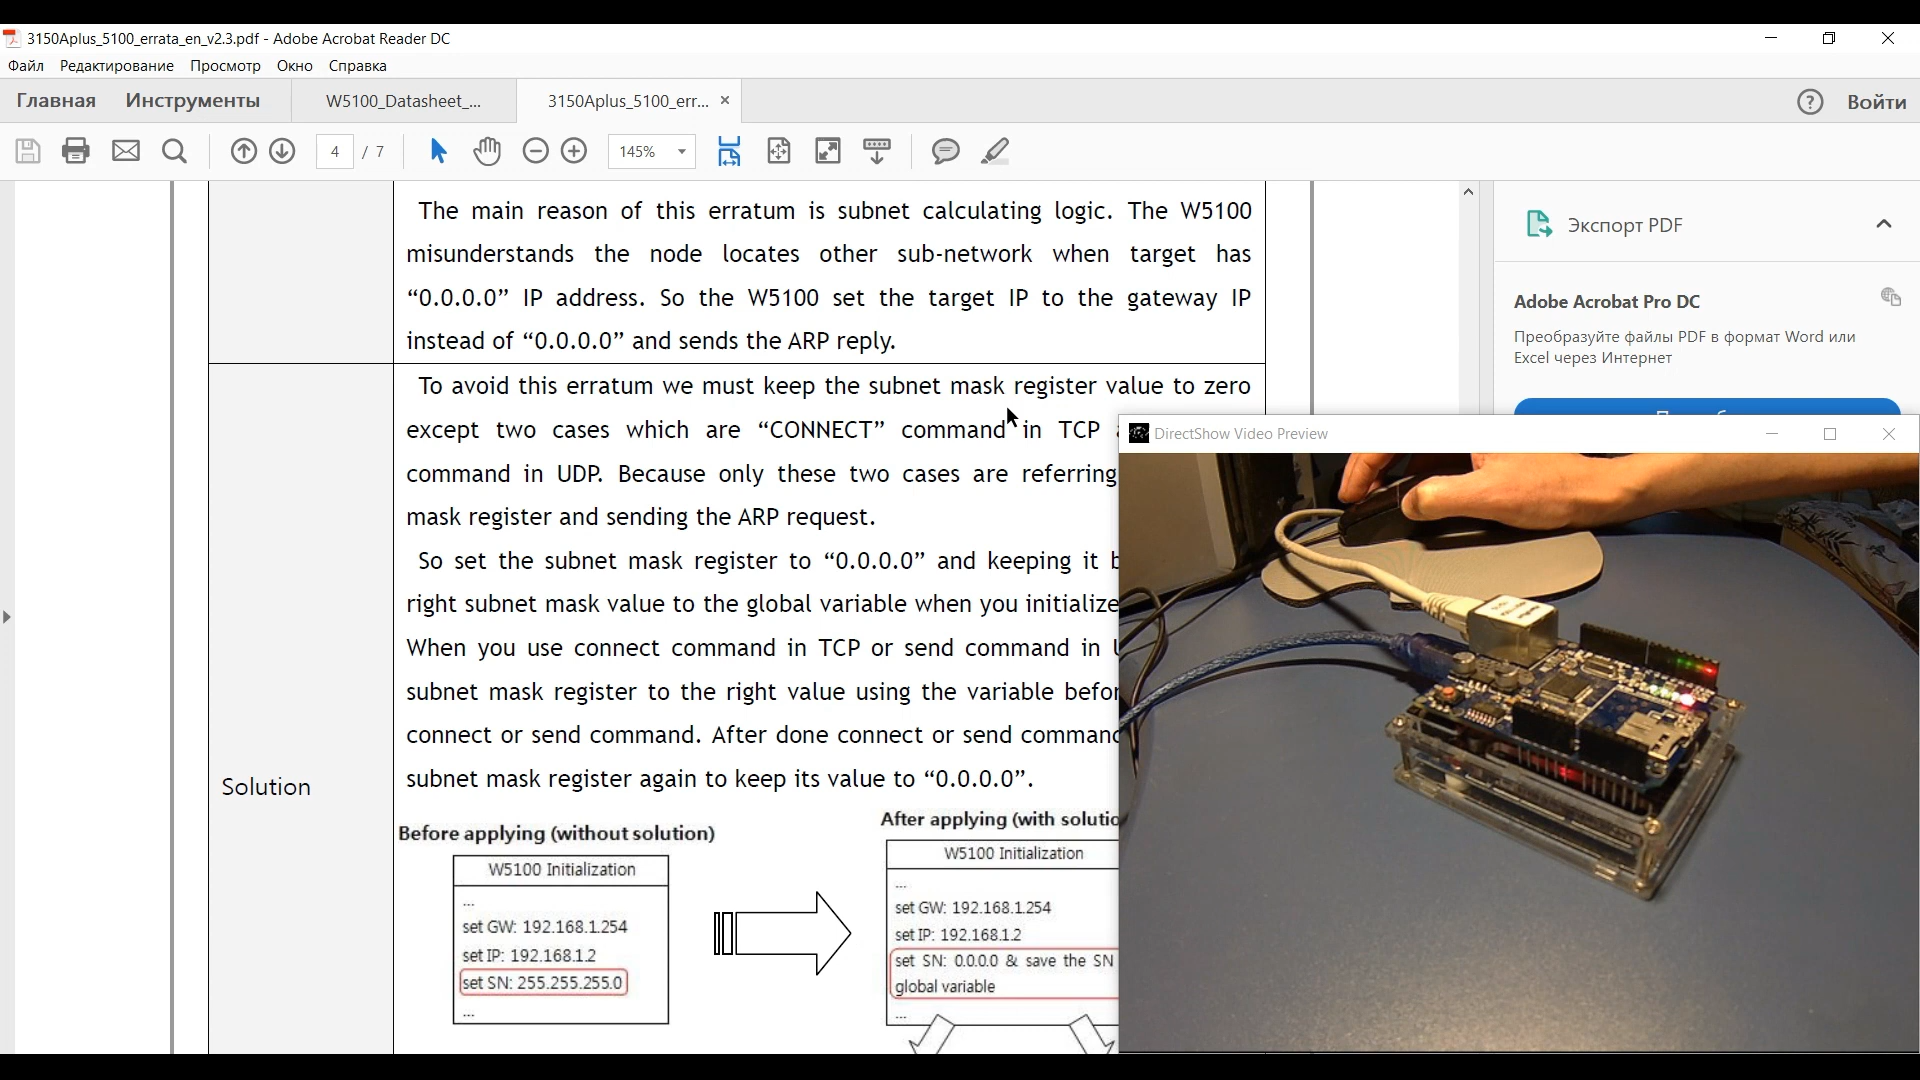 3150Aplus_5100_errata_en_v2.3.pdf - Adobe Acrobat Reader DC
Файл Редактирование Просмотр Окно Справка
Главная Инструменты W5100_Datasheet_... 3150Aplus_5100_err... Войти
4 / 7 145%
The main reason of this erratum is subnet calculating logic. The W5100
misunderstands the node locates other sub-network when target has
“0.0.0.0” IP address. So the W5100 set the target IP to the gateway IP
instead of “0.0.0.0” and sends the ARP reply.
Solution
To avoid this erratum we must keep the subnet mask register value to zero
except two cases which are “CONNECT” command in TCP
command in UDP. Because only these two cases are referring
mask register and sending the ARP request.
So set the subnet mask register to “0.0.0.0” and keeping it
right subnet mask value to the global variable when you initialize
When you use connect command in TCP or send command in
subnet mask register to the right value using the variable
connect or send command. After done connect or send
subnet mask register again to keep its value to “0.0.0.0”.
Before applying (without solution)
W5100 Initialization
...
set GW: 192.168.1.254
set IP: 192.168.1.2
set SN: 255.255.255.0
...
After applying (with
W5100 Initialization
...
set GW: 192.168.1.254
set IP: 192.168.1.2
set SN: 0.0.0.0 & save the SN
global variable
...
Экспорт PDF
Adobe Acrobat Pro DC
Преобразуйте файлы PDF в формат Word или
Excel через Интернет
DirectShow Video Preview